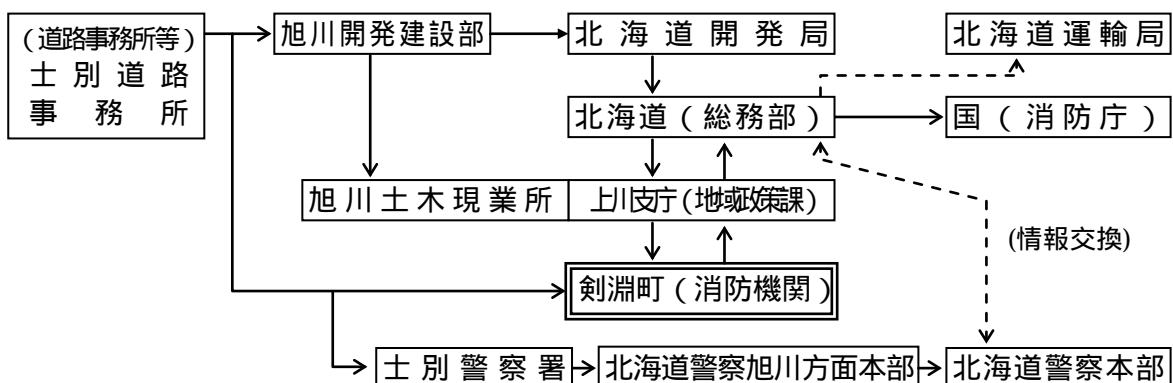 (道路事務所等)
士別道路
事務所
旭川開発建設部
北海道開発局
北海道運輸局
北海道(総務部)
国(消防庁)
旭川土木現業所
上川支庁(地域政策課)
(情報交換)
剣淵町(消防機関)
士別警察署
北海道警察旭川方面本部
北海道警察本部